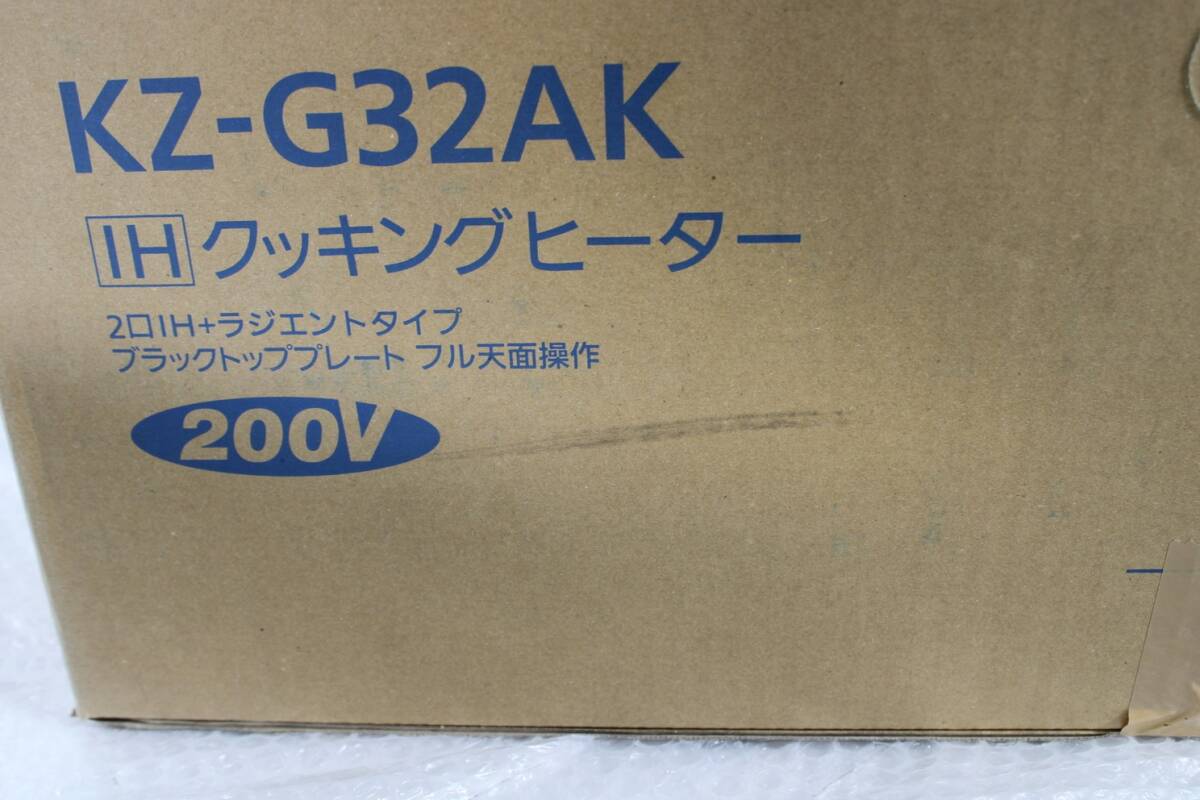 KZ-G32AK
IHクッキングヒーター
2口IH+ラジエントタイプ
ブラックトッププレート フル天面操作
200V